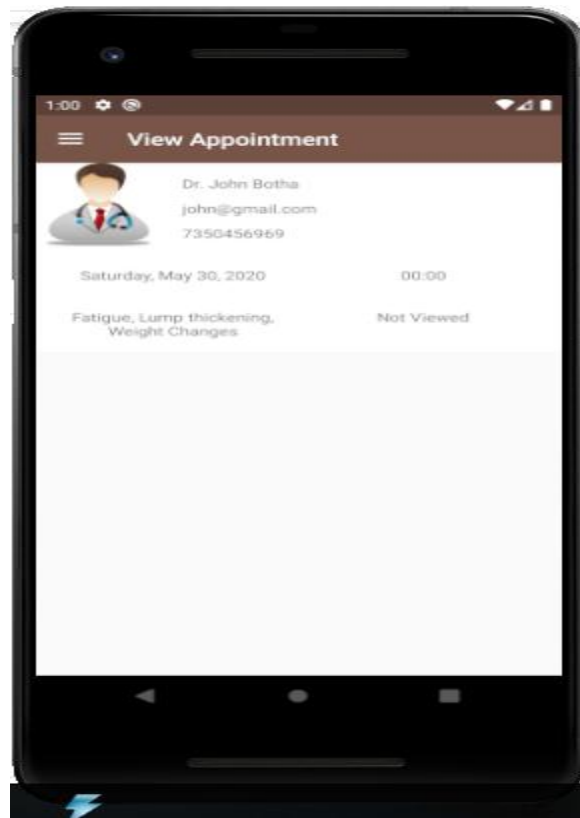 1:00
View Appointment
Dr. John Botha
john@gmail.com
7350456969
Saturday, May 30, 2020 00:00
Fatigue, Lump thickening, Not Viewed
Weight Changes